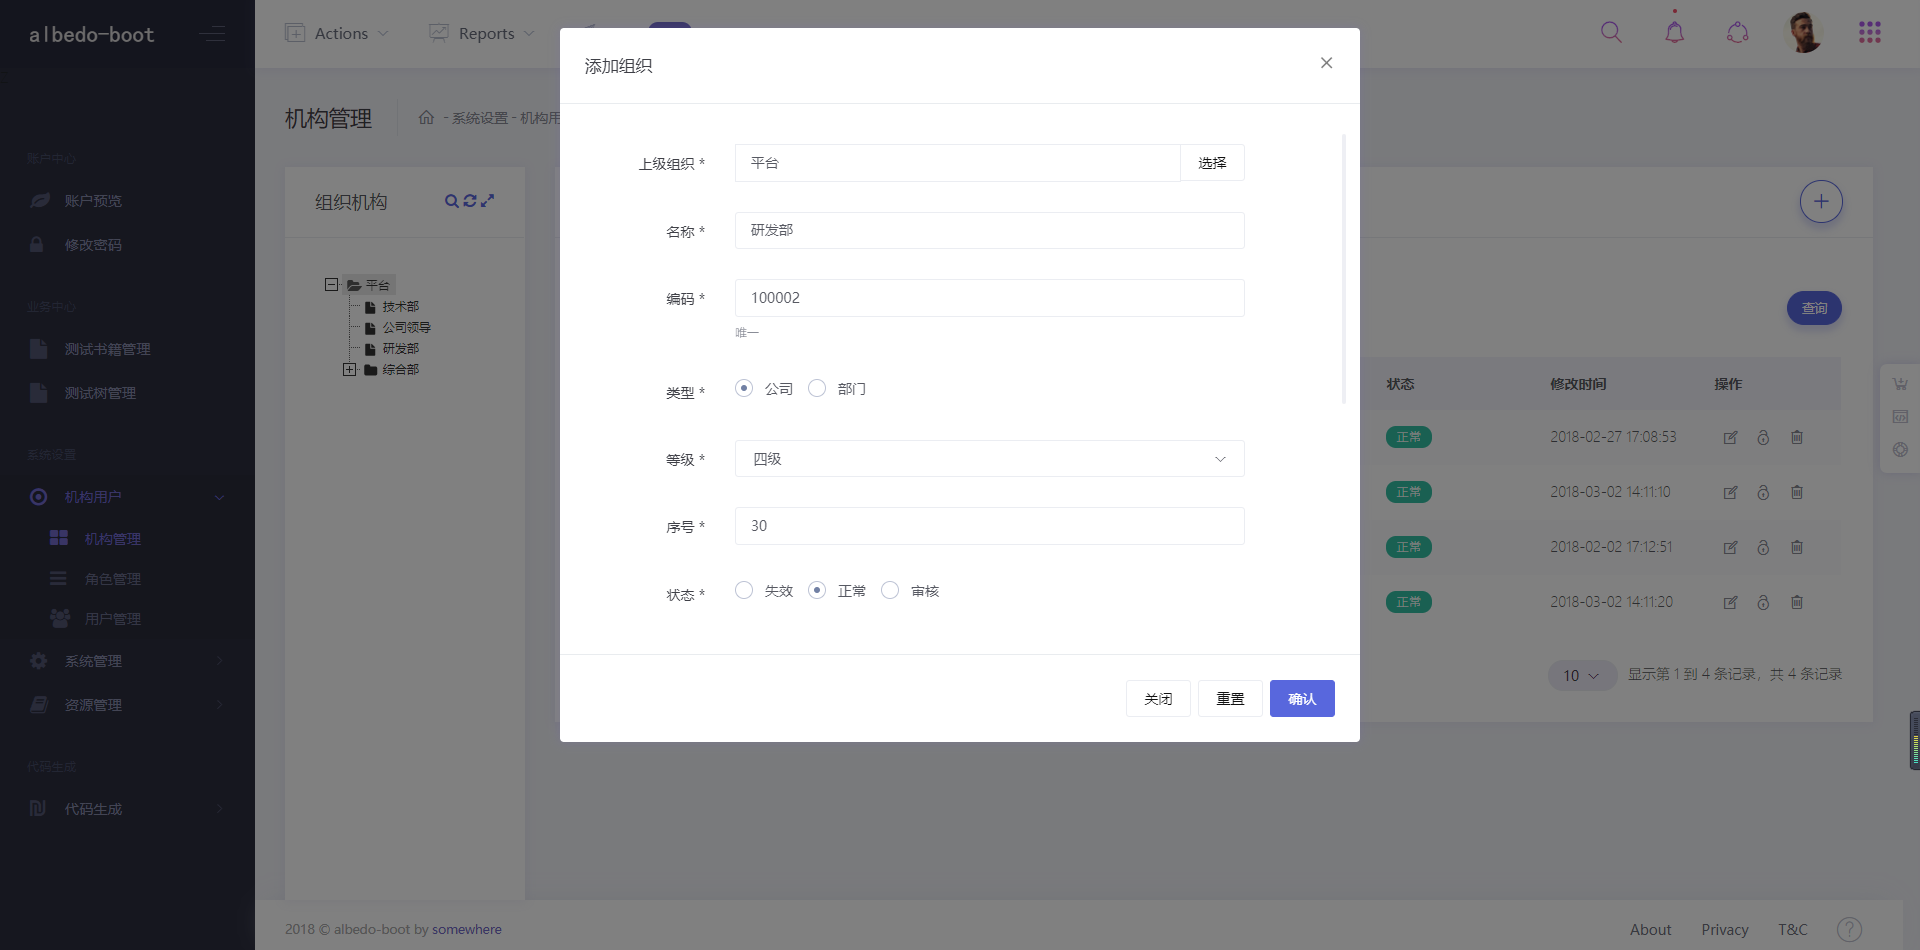 albedo-boot
Actions
Reports
机构管理
- 系统设置 - 机构用
账户中心
账户预览
修改密码
业务中心
测试书籍管理
测试树管理
系统设置
机构用户
机构管理
角色管理
用户管理
系统管理
资源管理
代码生成
代码生成
组织机构
平台
技术部
公司领导
研发部
综合部
添加组织
上级组织 *
平台
选择
名称 *
研发部
编码 *
100002
唯一
类型 *
公司
部门
等级 *
四级
序号 *
30
状态 *
失效
正常
审核
关闭
重置
确认
查询
状态
修改时间
操作
正常
2018-02-27 17:08:53
正常
2018-03-02 14:11:10
正常
2018-02-02 17:12:51
正常
2018-03-02 14:11:20
10
显示第 1 到 4 条记录，共 4 条记录
2018 © albedo-boot by somewhere
About
Privacy
T&C